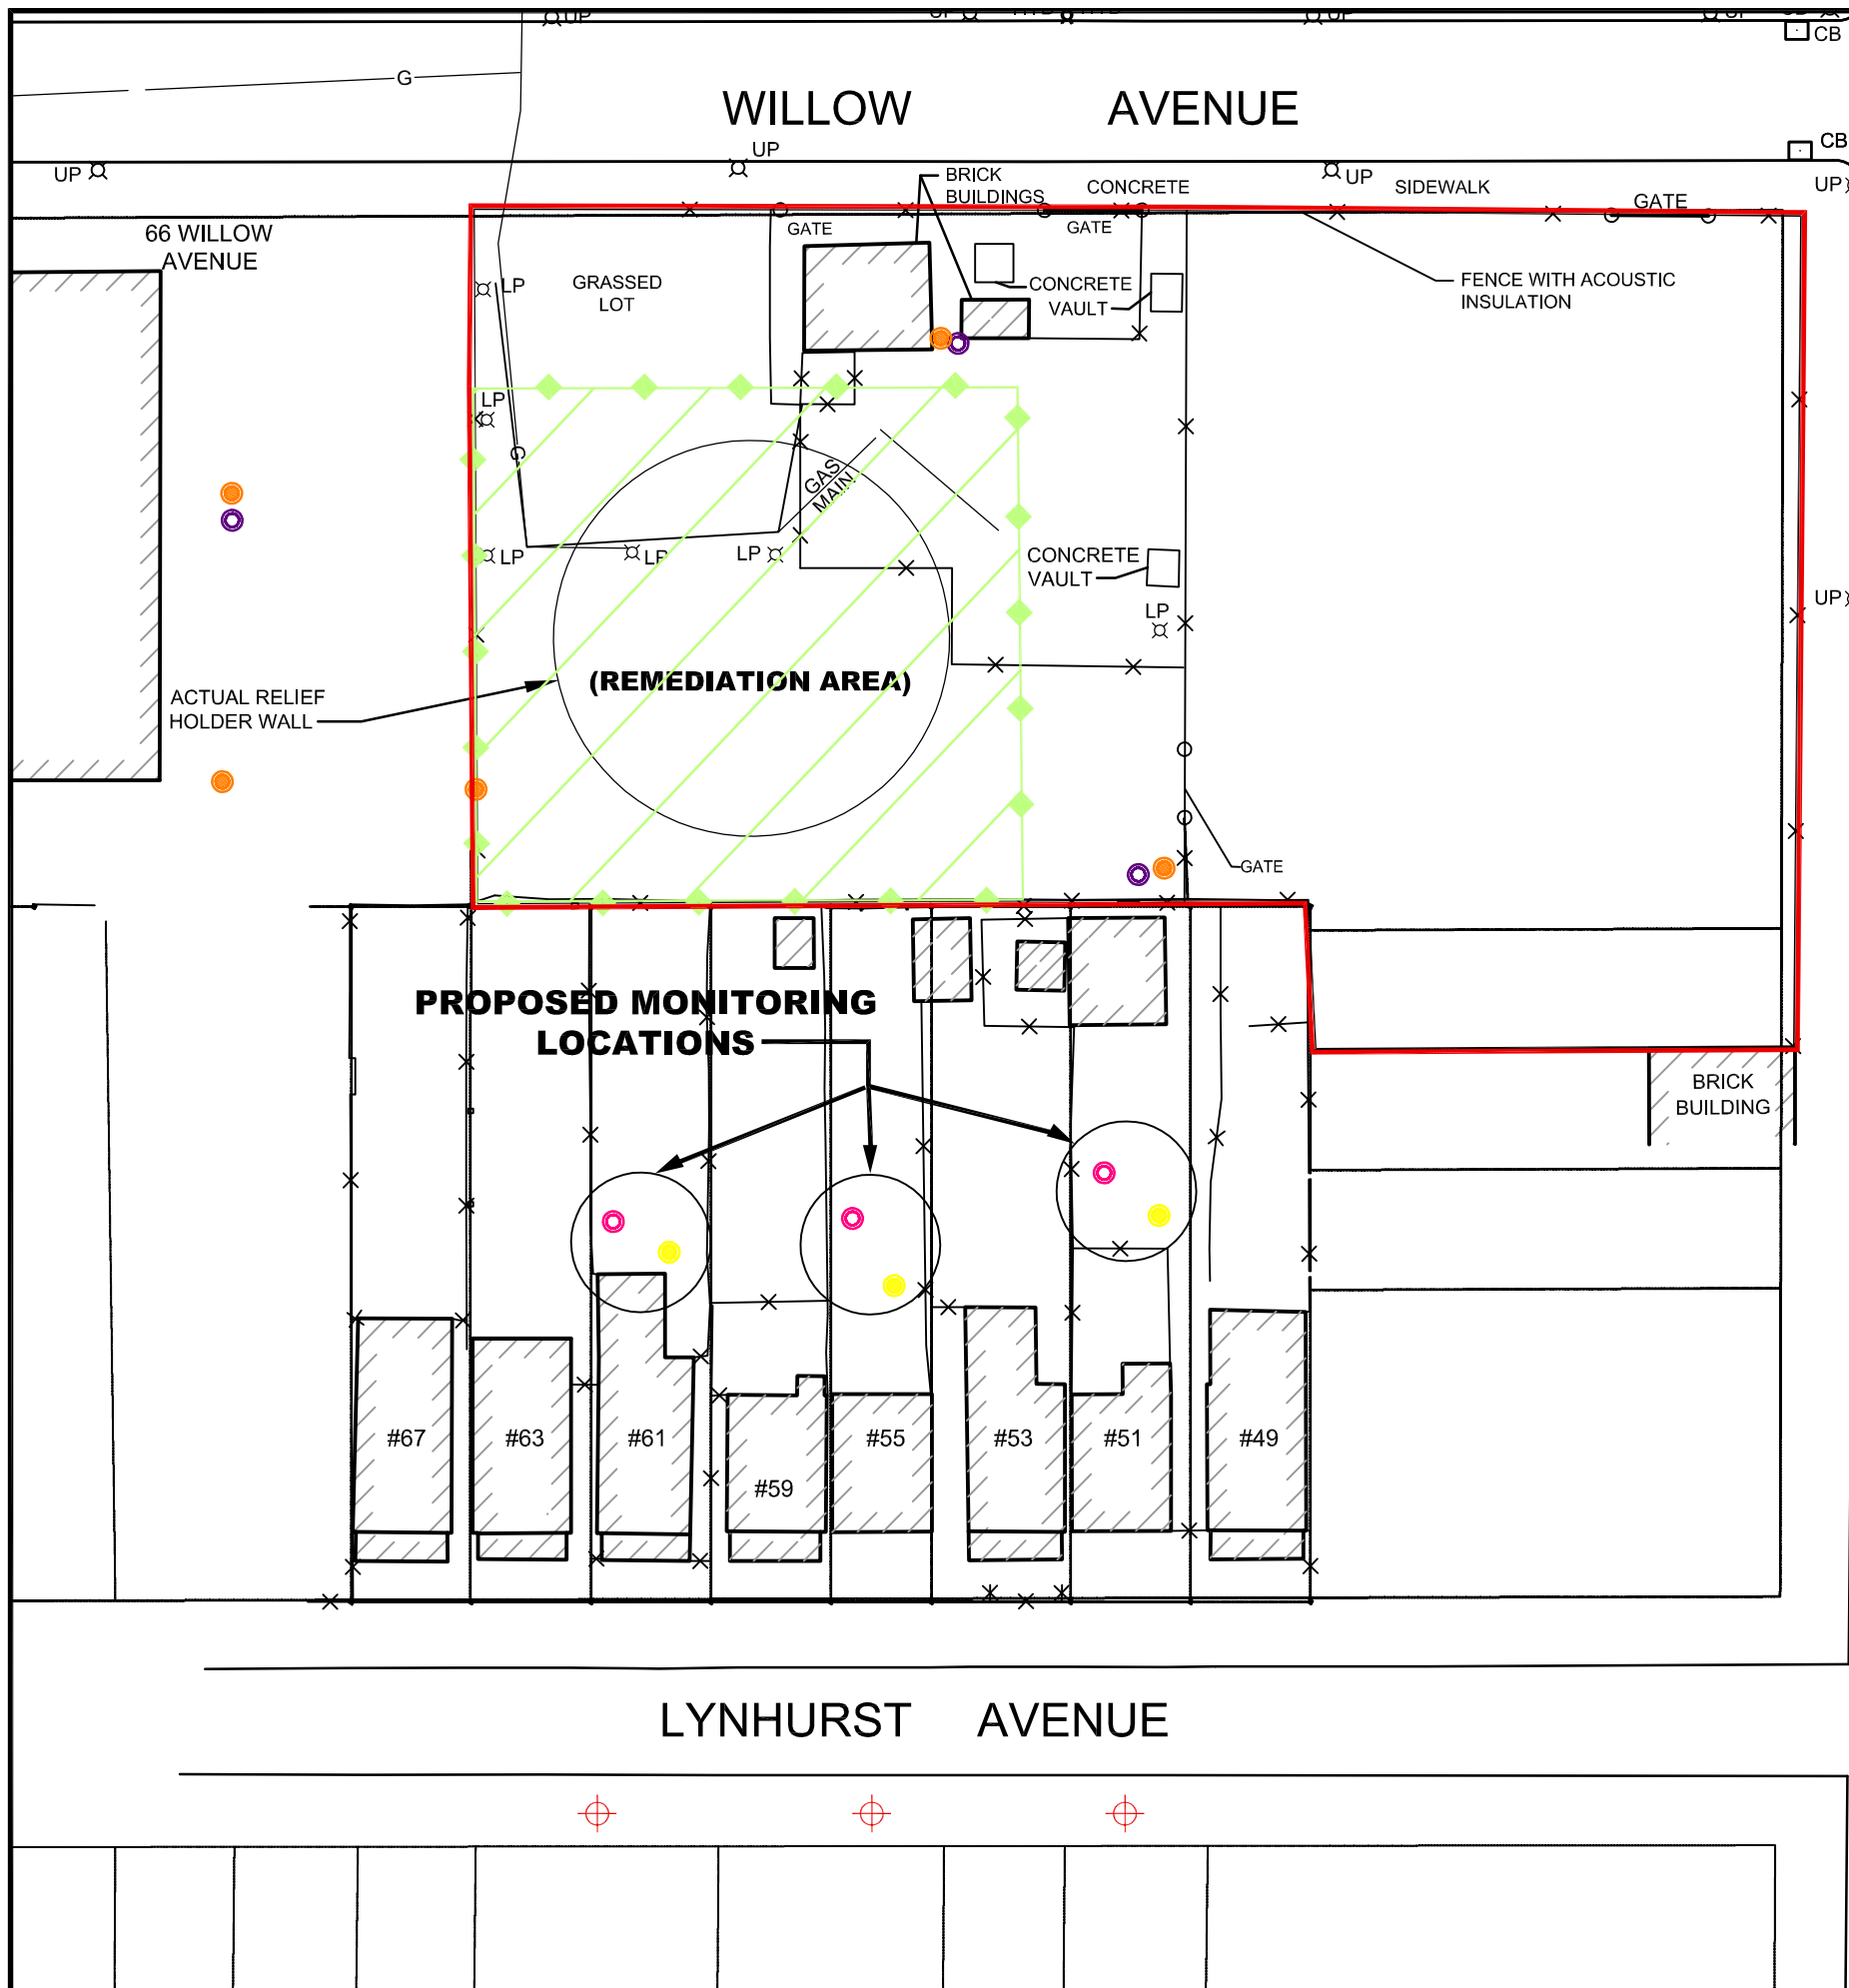 UP
UP
CB
G
WILLOW AVENUE
CB
UP
UP
UP
UP
BRICK
BUILDINGS
CONCRETE
SIDEWALK
GATE
66 WILLOW
AVENUE
GATE
GATE
GRASSED
LOT
LP
CONCRETE
VAULT
FENCE WITH ACOUSTIC
INSULATION
LP
G
GAS
MAIN
LP
LP
LP
CONCRETE
VAULT
LP
UP
(REMEDIATION AREA)
ACTUAL RELIEF
HOLDER WALL
GATE
PROPOSED MONITORING
LOCATIONS
BRICK
BUILDING
#67
#63
#61
#59
#55
#53
#51
#49
LYNHURST AVENUE